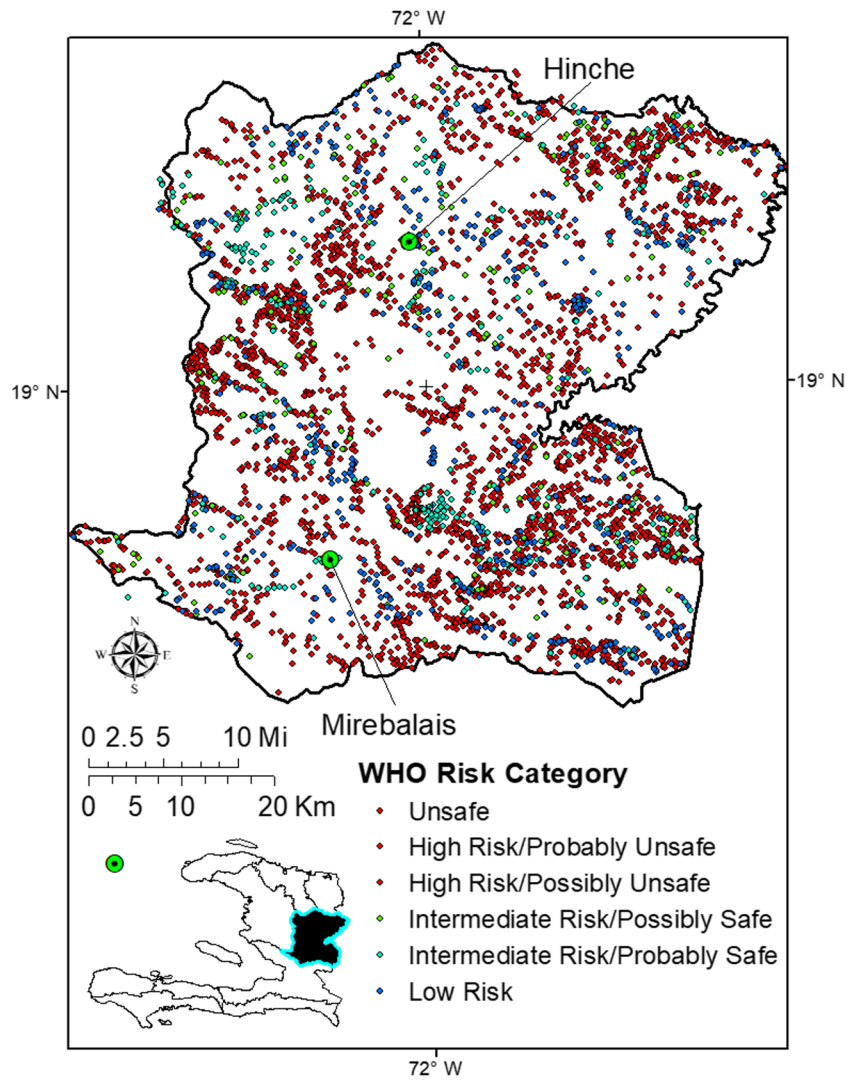 72° W
Hinche
19° N
19° N
N
W E
S
Mirebalais
0 2.5 5 10 Mi
0 5 10 20 Km
WHO Risk Category
Unsafe
High Risk/Probably Unsafe
High Risk/Possibly Unsafe
Intermediate Risk/Possibly Safe
Intermediate Risk/Probably Safe
Low Risk
72° W